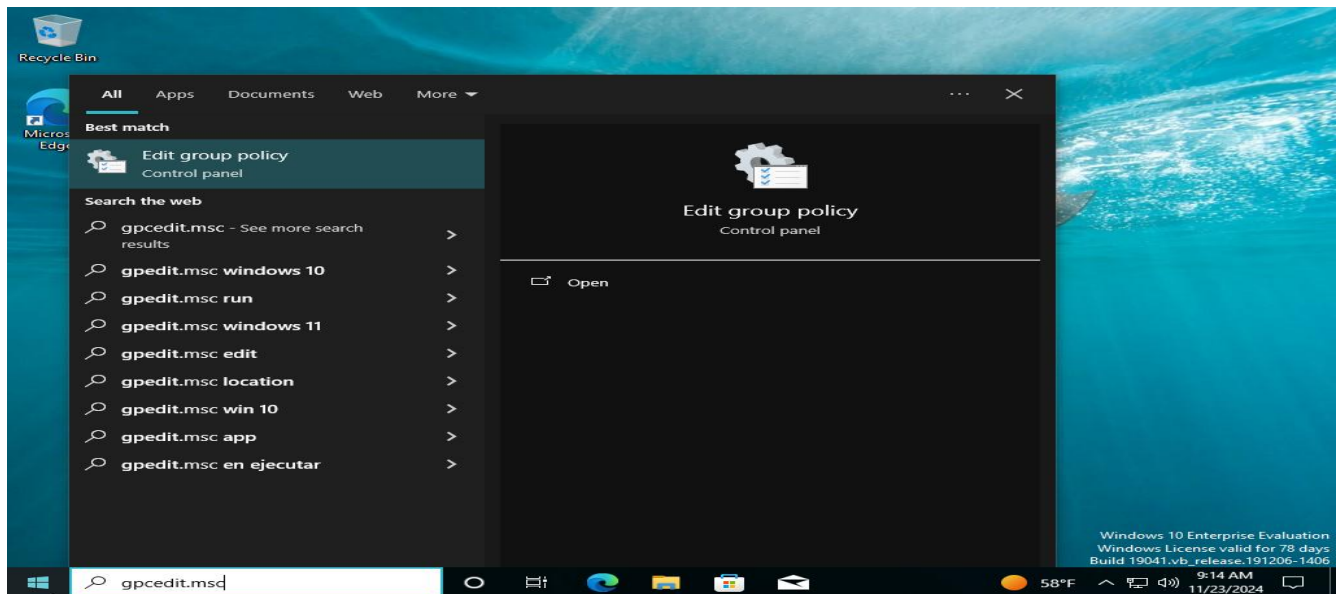 Recycle Bin
Micros
Edge
All Apps Documents Web More
Best match
Edit group policy
Control panel
Search the web
gpcedit.msc - See more search
results
gpedit.msc windows 10
gpedit.msc run
gpedit.msc windows 11
gpedit.msc edit
gpedit.msc location
gpedit.msc win 10
gpedit.msc app
gpedit.msc en ejecutar
Edit group policy
Control panel
Open
Windows 10 Enterprise Evaluation
Windows License valid for 78 days
Build 19041.vb_release.191206-1406
gpcedit.msc
58°F
9:14 AM
11/23/2024